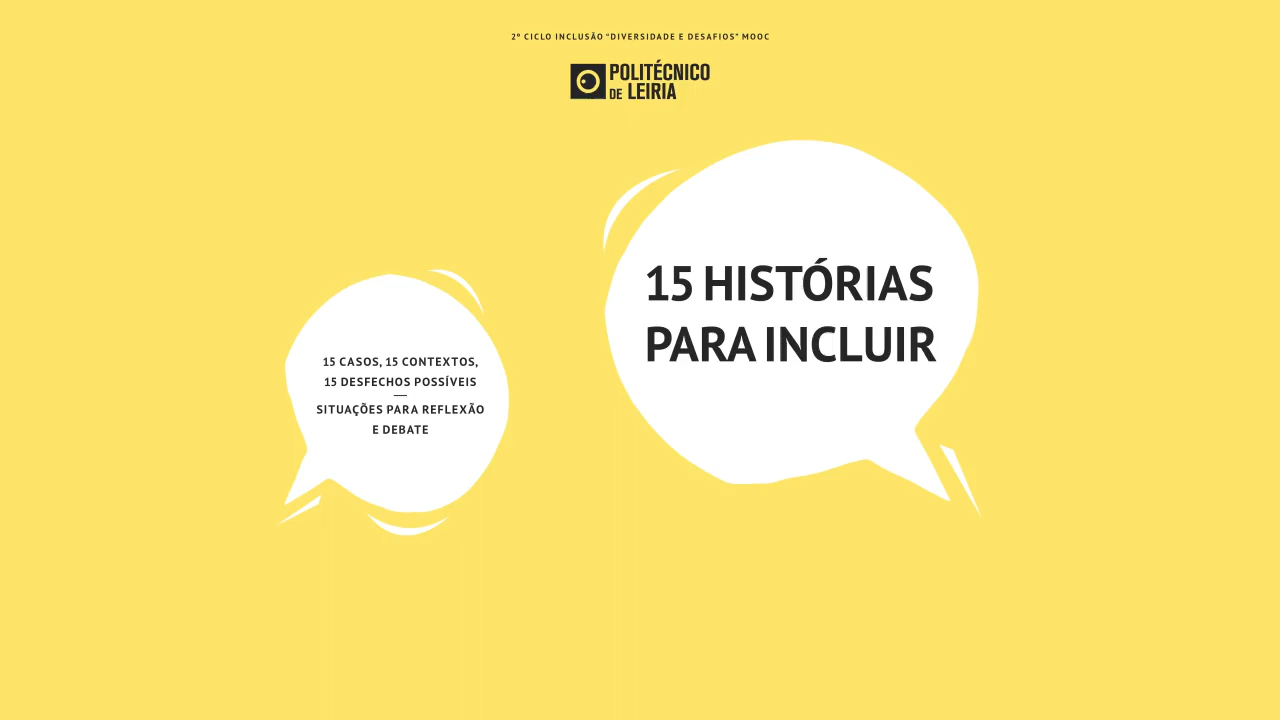 2º CICLO INCLUSÃO "DIVERSIDADE E DESAFIOS" MOOC
POLITÉCNICO
DE LEIRIA
15 HISTÓRIAS
PARA INCLUIR
15 CASOS, 15 CONTEXTOS,
15 DESFECHOS POSSÍVEIS
—
SITUAÇÕES PARA REFLEXÃO
E DEBATE